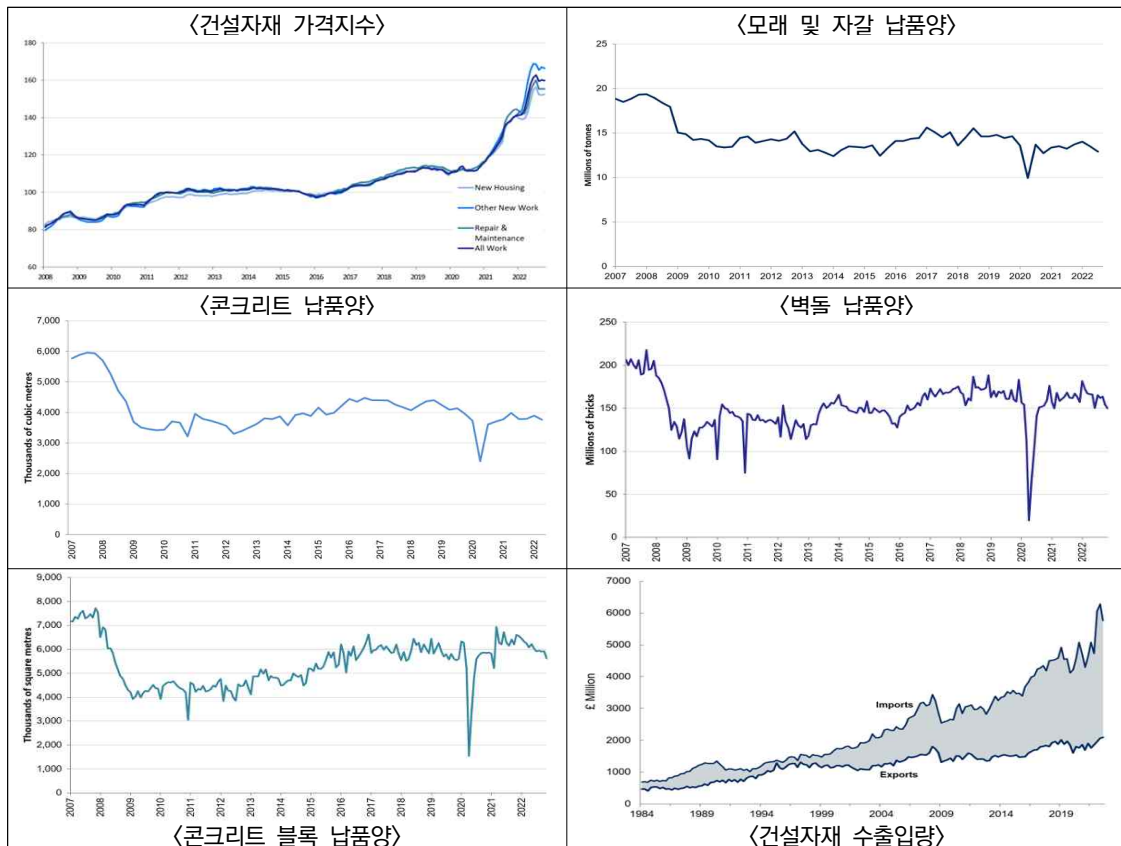 〈건설자재 가격지수〉
180
160
140
120
100
80
60
2008 2009 2010 2011 2012 2013 2014 2015 2016 2017 2018 2019 2020 2021 2022
New Housing
Other New Work
Repair &
Maintenance
All Work
〈모래 및 자갈 납품양〉
Millions of tonnes
25
20
15
10
5
0
2007 2008 2009 2010 2011 2012 2013 2014 2015 2016 2017 2018 2019 2020 2021 2022
〈콘크리트 납품양〉
Thousands of cubic metres
7,000
6,000
5,000
4,000
3,000
2,000
1,000
0
2007 2008 2009 2010 2011 2012 2013 2014 2015 2016 2017 2018 2019 2020 2021 2022
〈벽돌 납품양〉
Millions of bricks
250
200
150
100
50
0
2007 2008 2009 2010 2011 2012 2013 2014 2015 2016 2017 2018 2019 2020 2021 2022
Thousands of square metres
9,000
8,000
7,000
6,000
5,000
4,000
3,000
2,000
1,000
0
2007 2008 2009 2010 2011 2012 2013 2014 2015 2016 2017 2018 2019 2020 2021 2022
〈콘크리트 블록 납품양〉
£ Million
7000
6000
5000
4000
3000
2000
1000
0
Imports
Exports
1984 1989 1994 1999 2004 2009 2014 2019
〈건설자재 수출입량〉